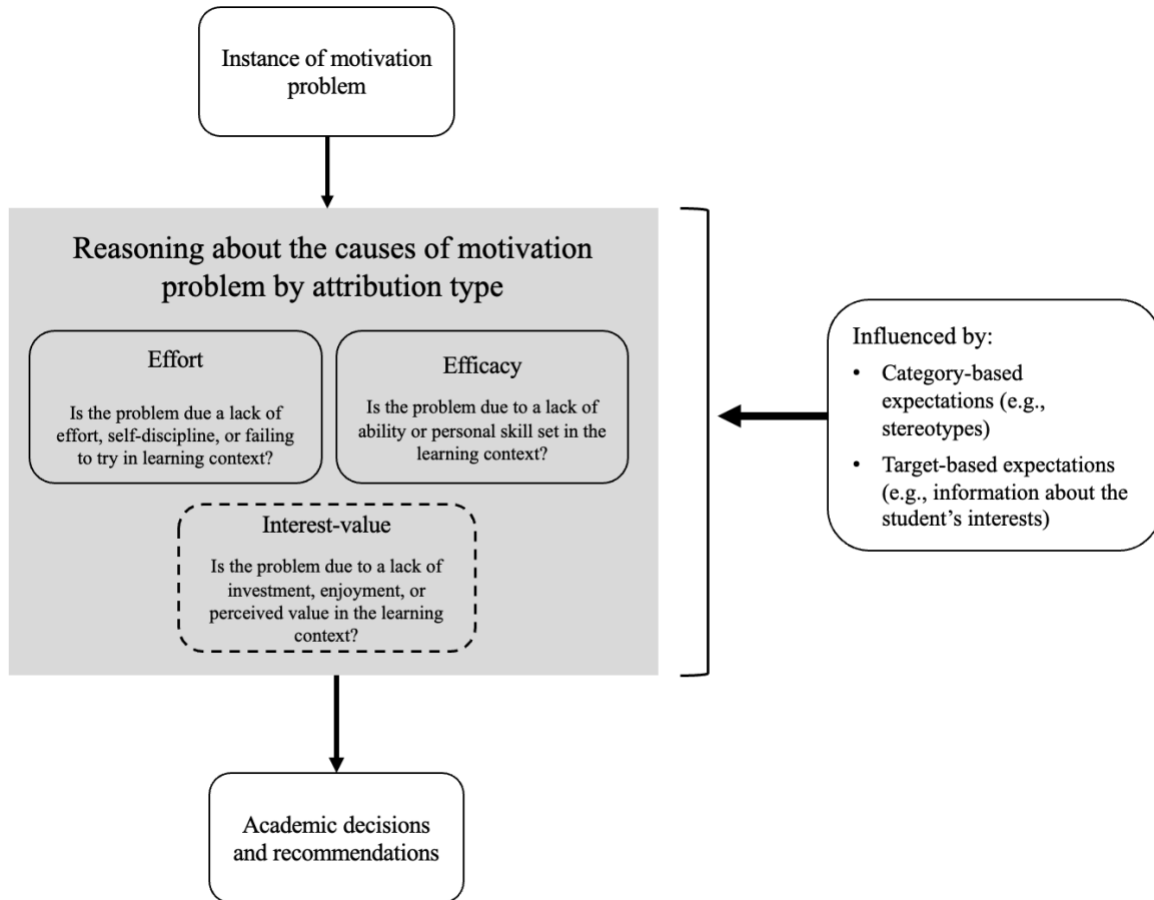 Instance of motivation
problem
Reasoning about the causes of motivation
problem by attribution type
Effort
Is the problem due a lack of
effort, self-discipline, or failing
to try in learning context?
Efficacy
Is the problem due to a lack of
ability or personal skill set in the
learning context?
Interest-value
Is the problem due to a lack of
investment, enjoyment, or
perceived value in the learning
context?
Influenced by:
• Category-based
expectations (e.g.,
stereotypes)
• Target-based expectations
(e.g., information about the
student’s interests)
Academic decisions
and recommendations